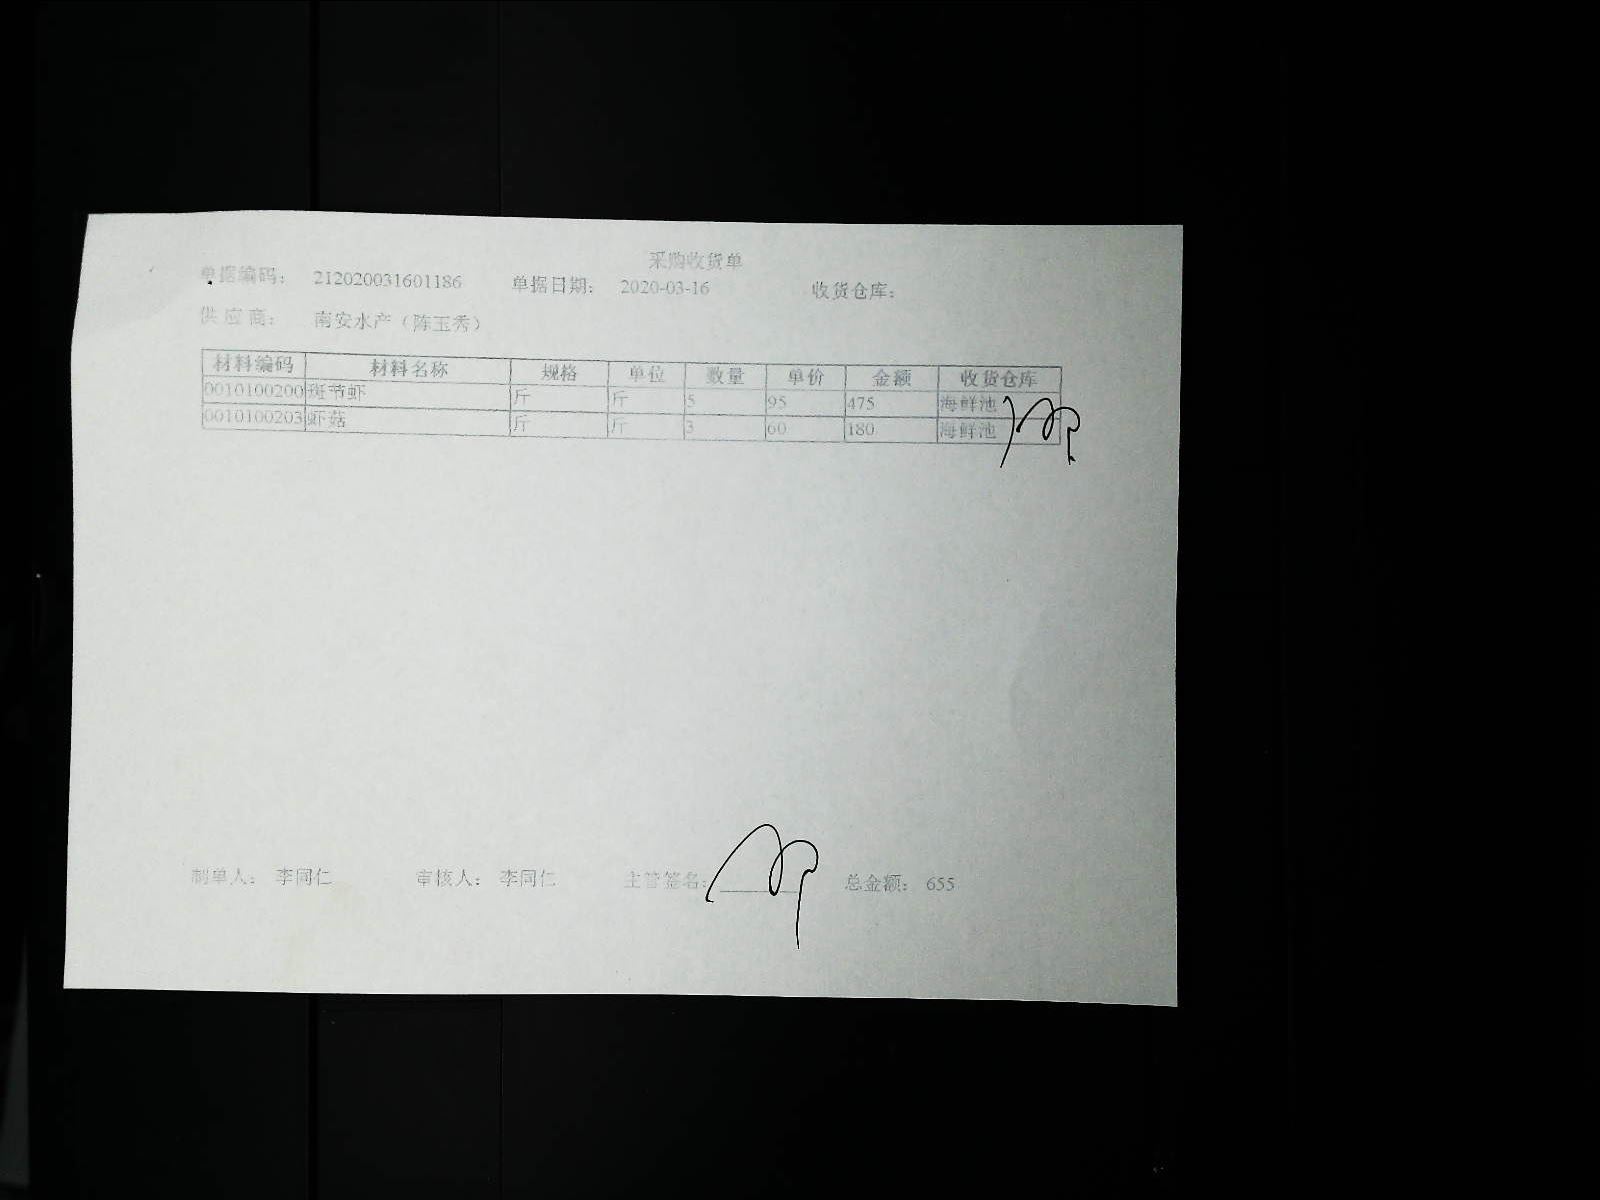 采购收货单
单据编码： 212020031601186 单据日期： 2020-03-16 收货仓库：
供应商： 南安水产（陈玉秀）
材料编码 材料名称 规格 单位 数量 单价 金额 收货仓库
0010100200 斑节虾 斤 斤 5 95 475 海鲜池
0010100203 虾菇 斤 斤 3 60 180 海鲜池
制单人： 李同仁 审核人： 李同仁 主管签名： 总金额： 655